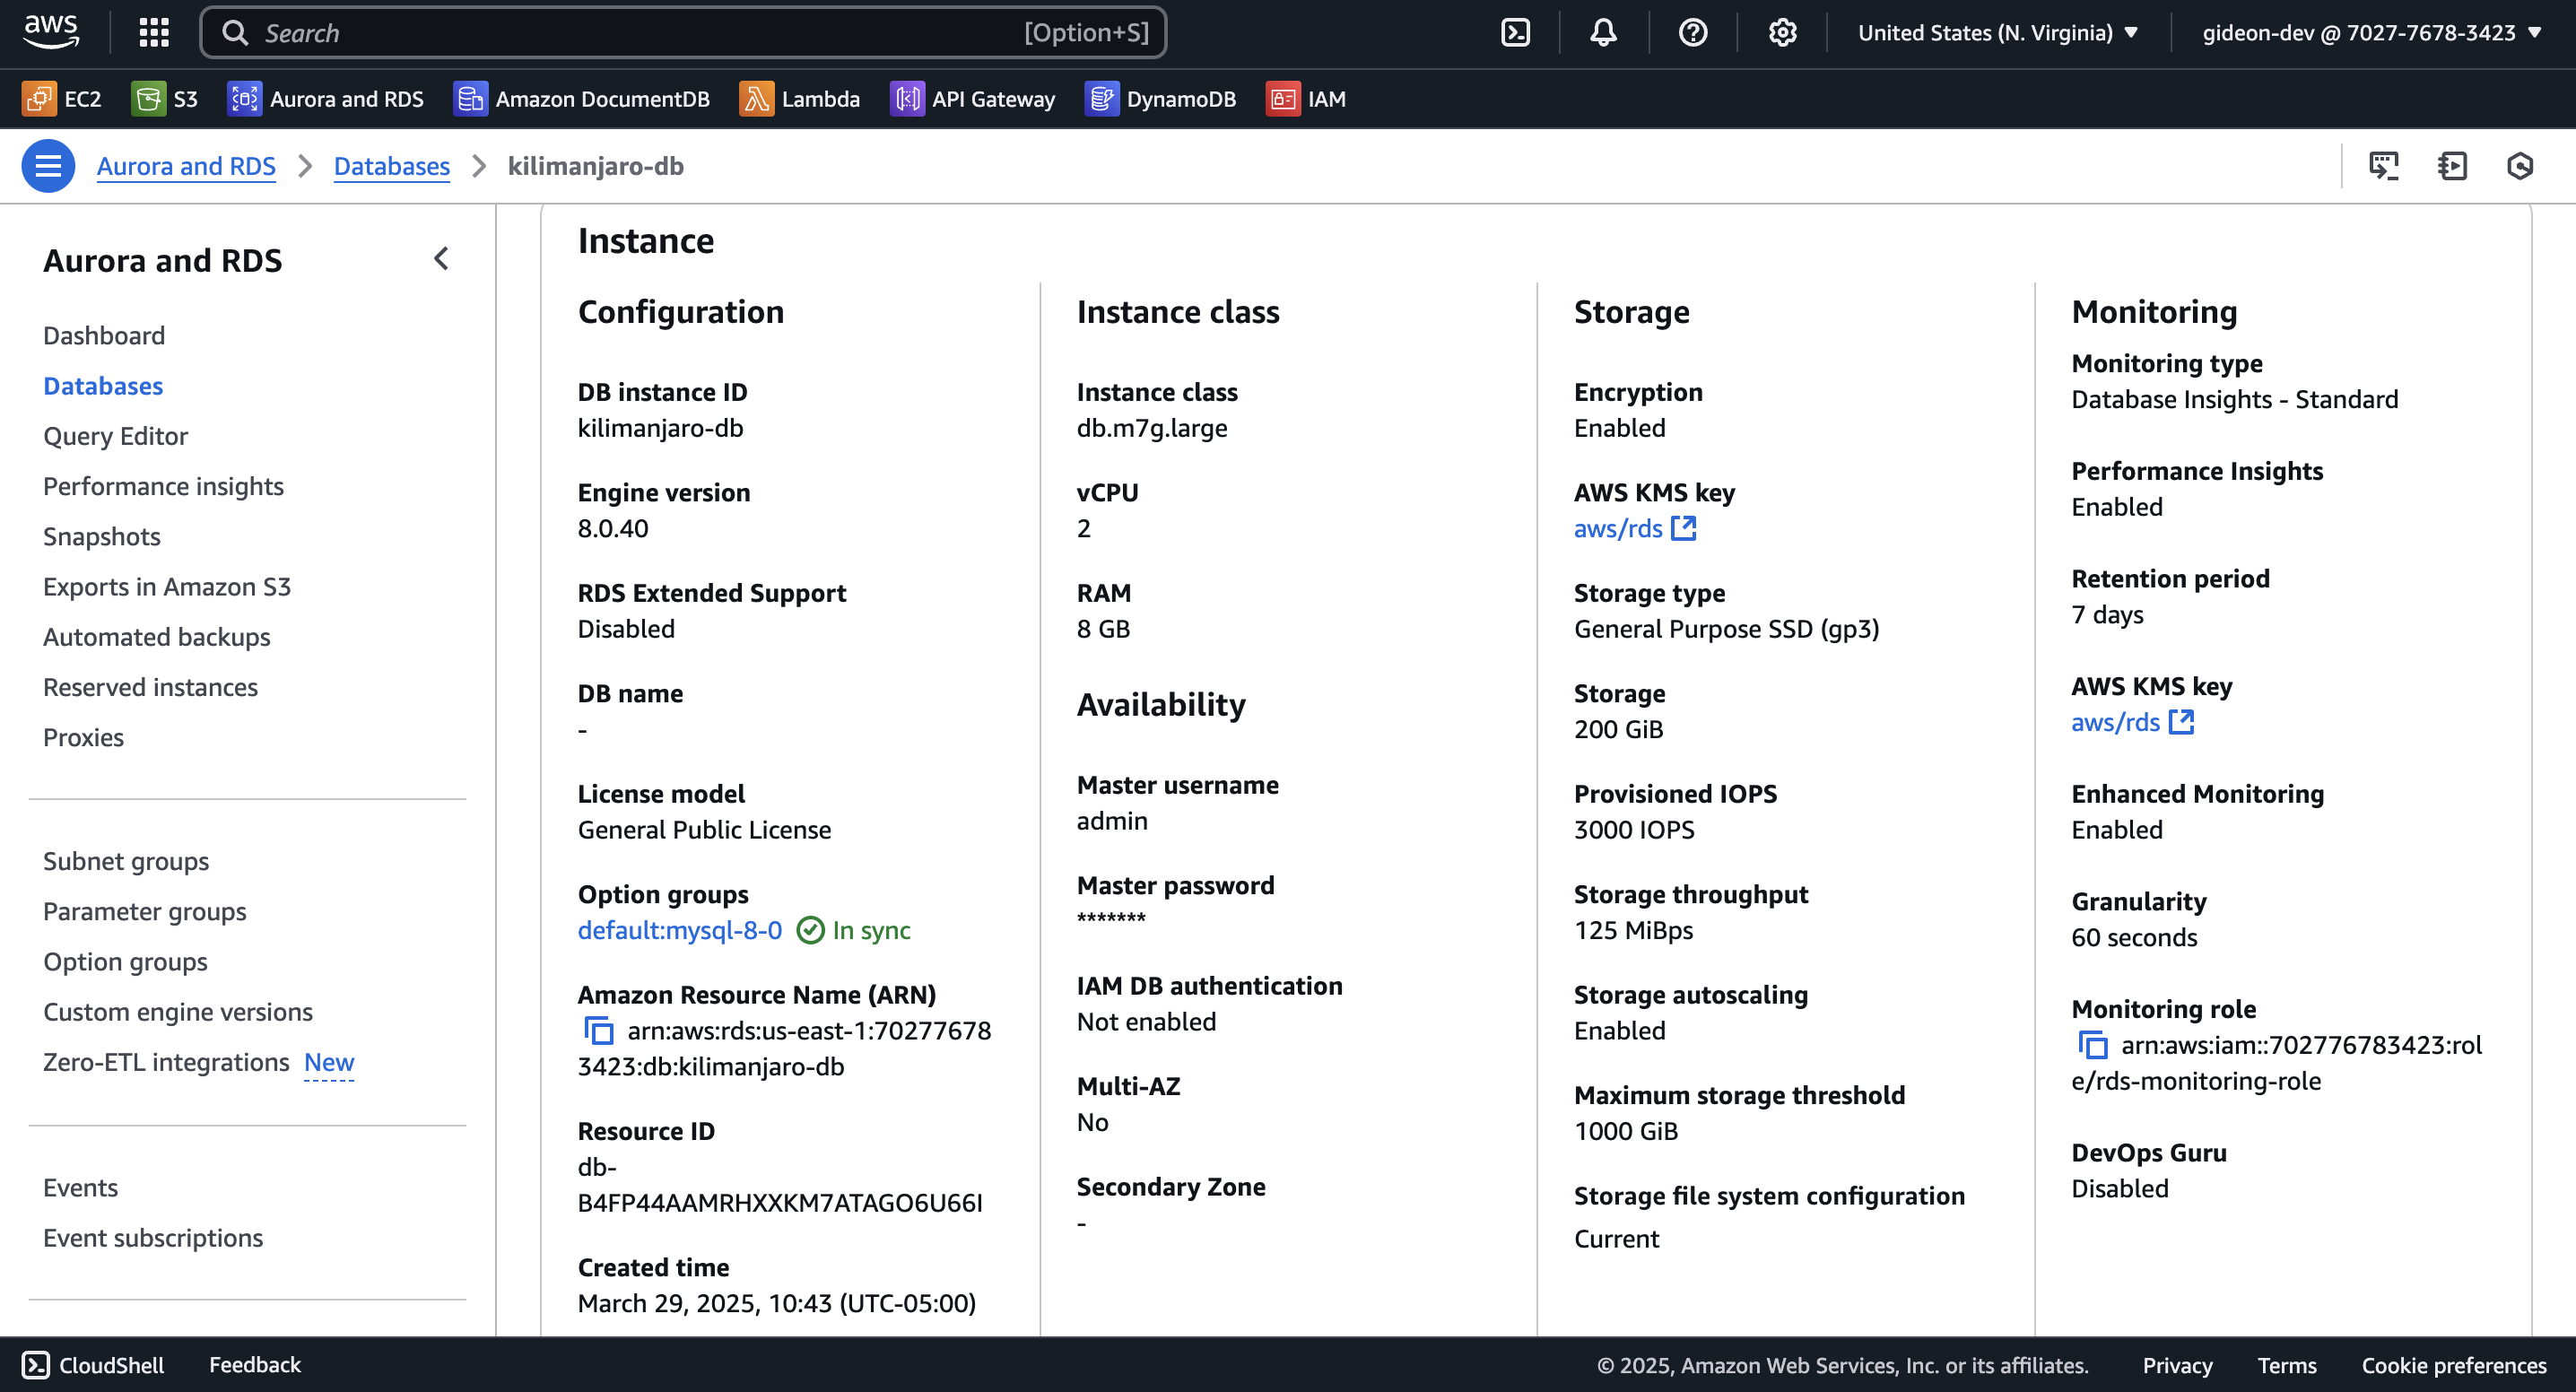 aws
Search
[Option+S]
United States (N. Virginia)
gideon-dev @ 7027-7678-3423
EC2
S3
Aurora and RDS
Amazon DocumentDB
Lambda
API Gateway
DynamoDB
IAM
Aurora and RDS
Databases
kilimanjaro-db
Aurora and RDS
Dashboard
Databases
Query Editor
Performance insights
Snapshots
Exports in Amazon S3
Automated backups
Reserved instances
Proxies
Subnet groups
Parameter groups
Option groups
Custom engine versions
Zero-ETL integrations New
Events
Event subscriptions
Instance
Configuration
DB instance ID
kilimanjaro-db
Engine version
8.0.40
RDS Extended Support
Disabled
DB name
-
License model
General Public License
Option groups
default:mysql-8-0 In sync
Amazon Resource Name (ARN)
arn:aws:rds:us-east-1:70277678
3423:db:kilimanjaro-db
Resource ID
db-
B4FP44AAMRHXXKM7ATAGO6U66I
Created time
March 29, 2025, 10:43 (UTC-05:00)
Instance class
Instance class
db.m7g.large
vCPU
2
RAM
8 GB
Availability
Master username
admin
Master password
*******
IAM DB authentication
Not enabled
Multi-AZ
No
Secondary Zone
-
Storage
Encryption
Enabled
AWS KMS key
aws/rds
Storage type
General Purpose SSD (gp3)
Storage
200 GiB
Provisioned IOPS
3000 IOPS
Storage throughput
125 MiBps
Storage autoscaling
Enabled
Maximum storage threshold
1000 GiB
Storage file system configuration
Current
Monitoring
Monitoring type
Database Insights - Standard
Performance Insights
Enabled
Retention period
7 days
AWS KMS key
aws/rds
Enhanced Monitoring
Enabled
Granularity
60 seconds
Monitoring role
arn:aws:iam::702776783423:rol
e/rds-monitoring-role
DevOps Guru
Disabled
CloudShell
Feedback
© 2025, Amazon Web Services, Inc. or its affiliates.
Privacy
Terms
Cookie preferences